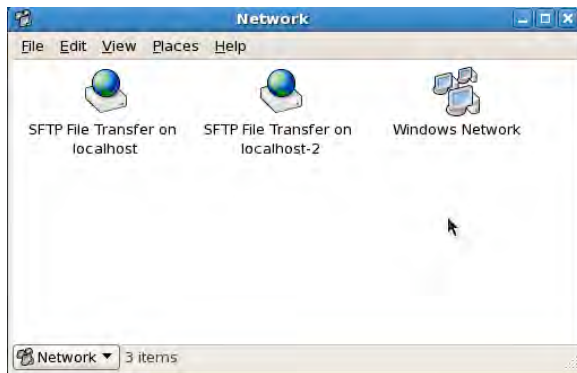 Network
File Edit View Places Help
SFTP File Transfer on
localhost
SFTP File Transfer on
localhost-2
Windows Network
Network 3 items